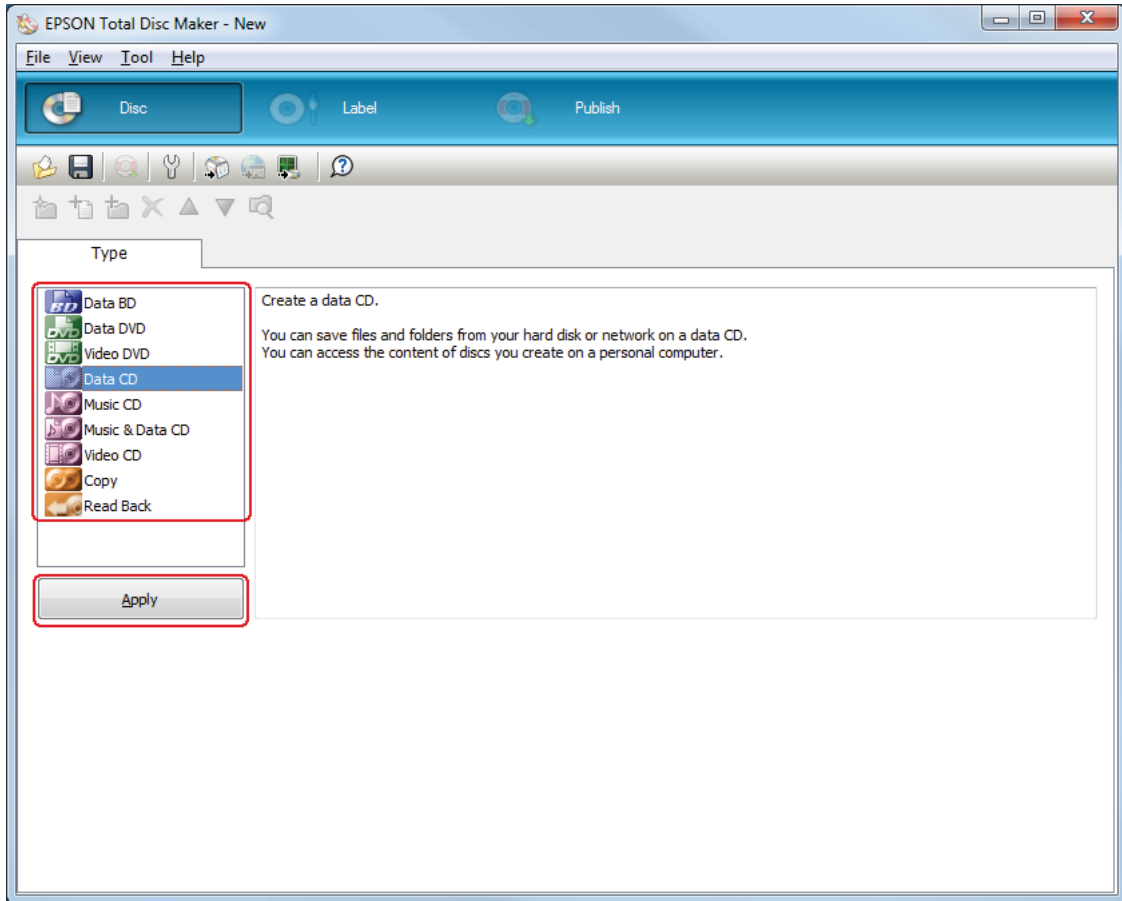 EPSON Total Disc Maker - New
File View Tool Help
Disc Label Publish
Type
Data BD
Data DVD
Video DVD
Data CD
Music CD
Music & Data CD
Video CD
Copy
Read Back
Apply
Create a data CD.
You can save files and folders from your hard disk or network on a data CD.
You can access the content of discs you create on a personal computer.